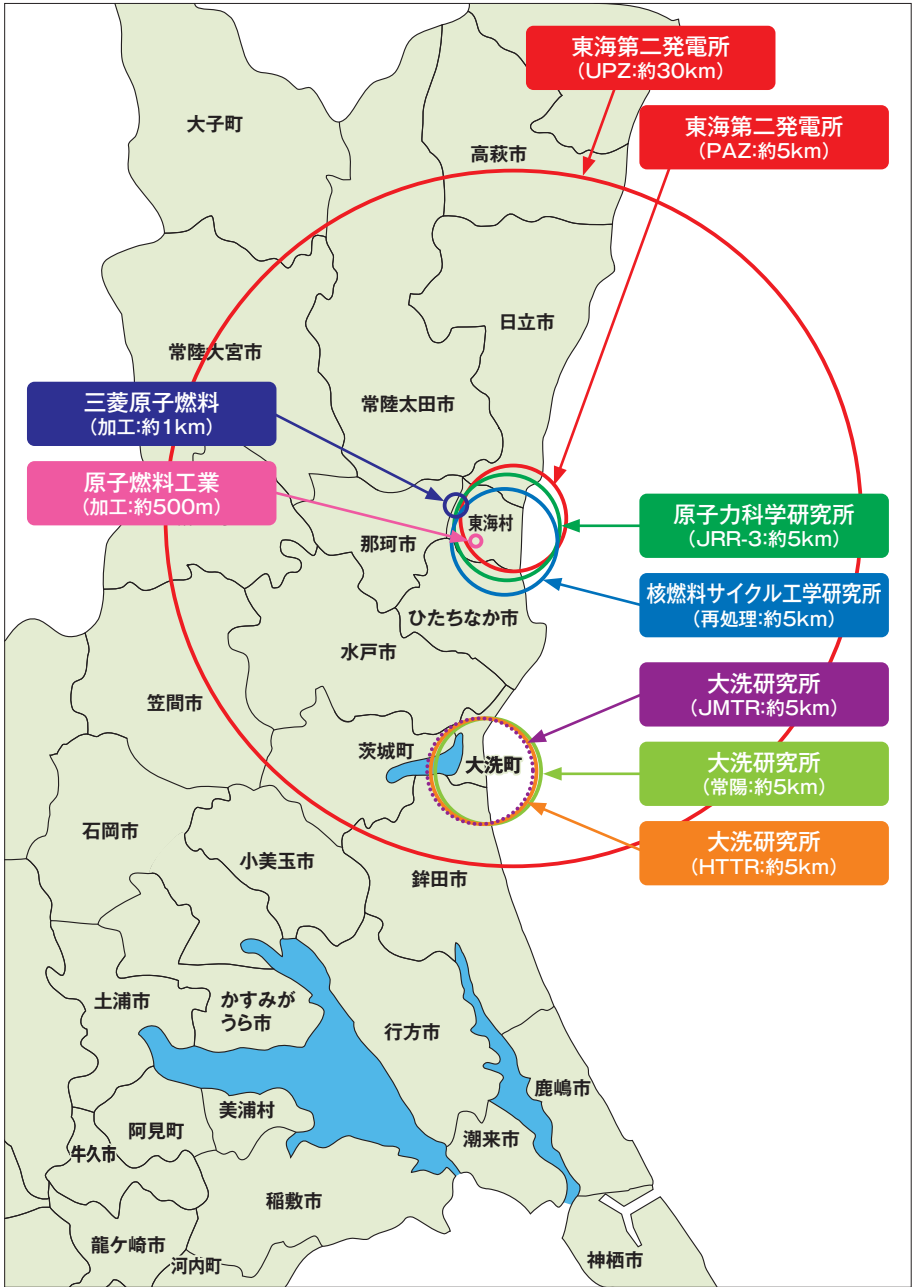 東海第二発電所
(UPZ:約30km)
大子町
東海第二発電所
(PAZ:約5km)
高萩市
日立市
常陸大宮市
常陸太田市
三菱原子燃料
(加工:約1km)
原子燃料工業
(加工:約500m)
東海村
原子力科学研究所
(JRR-3:約5km)
那珂市
核燃料サイクル工学研究所
(再処理:約5km)
ひたちなか市
水戸市
笠間市
大洗研究所
(JMTR:約5km)
茨城町
大洗町
大洗研究所
(常陽:約5km)
石岡市
大洗研究所
(HTTR:約5km)
小美玉市
鉾田市
土浦市
かすみが
うら市
行方市
鹿嶋市
美浦村
阿見町
潮来市
牛久市
稲敷市
龍ケ崎市
河内町
神栖市